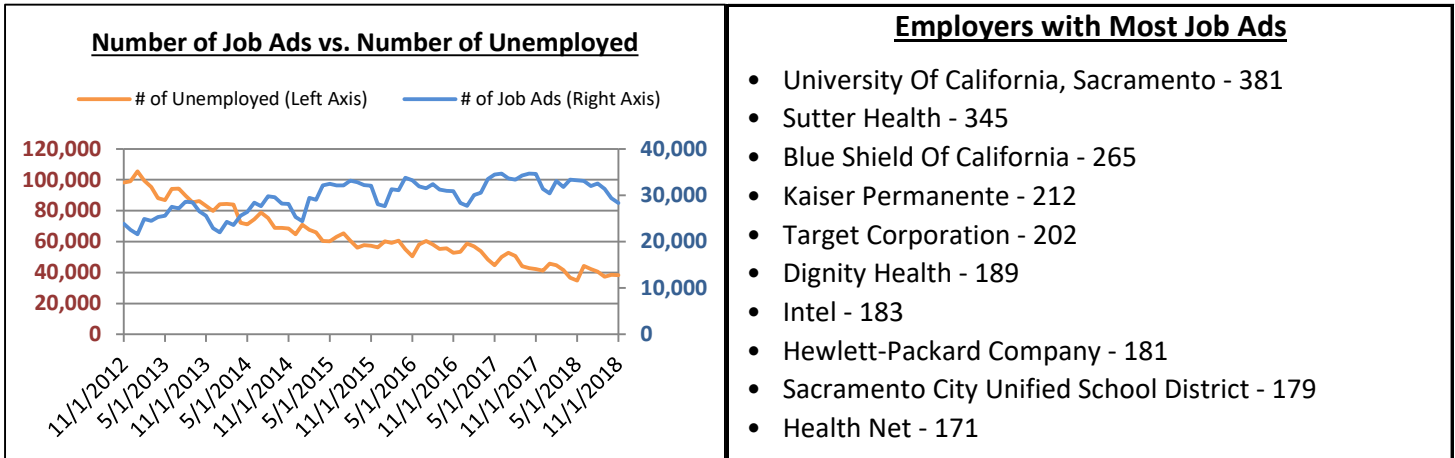 Number of Job Ads vs. Number of Unemployed
# of Unemployed (Left Axis) # of Job Ads (Right Axis)
120,000 40,000
100,000
80,000 30,000
60,000 20,000
40,000
20,000 10,000
0 0
11/1/2012 5/1/2013 11/1/2013 5/1/2014 11/1/2014 5/1/2015 11/1/2015 5/1/2016 11/1/2016 5/1/2017 11/1/2017 5/1/2018 11/1/2018
Employers with Most Job Ads
• University Of California, Sacramento - 381
• Sutter Health - 345
• Blue Shield Of California - 265
• Kaiser Permanente - 212
• Target Corporation - 202
• Dignity Health - 189
• Intel - 183
• Hewlett-Packard Company - 181
• Sacramento City Unified School District - 179
• Health Net - 171